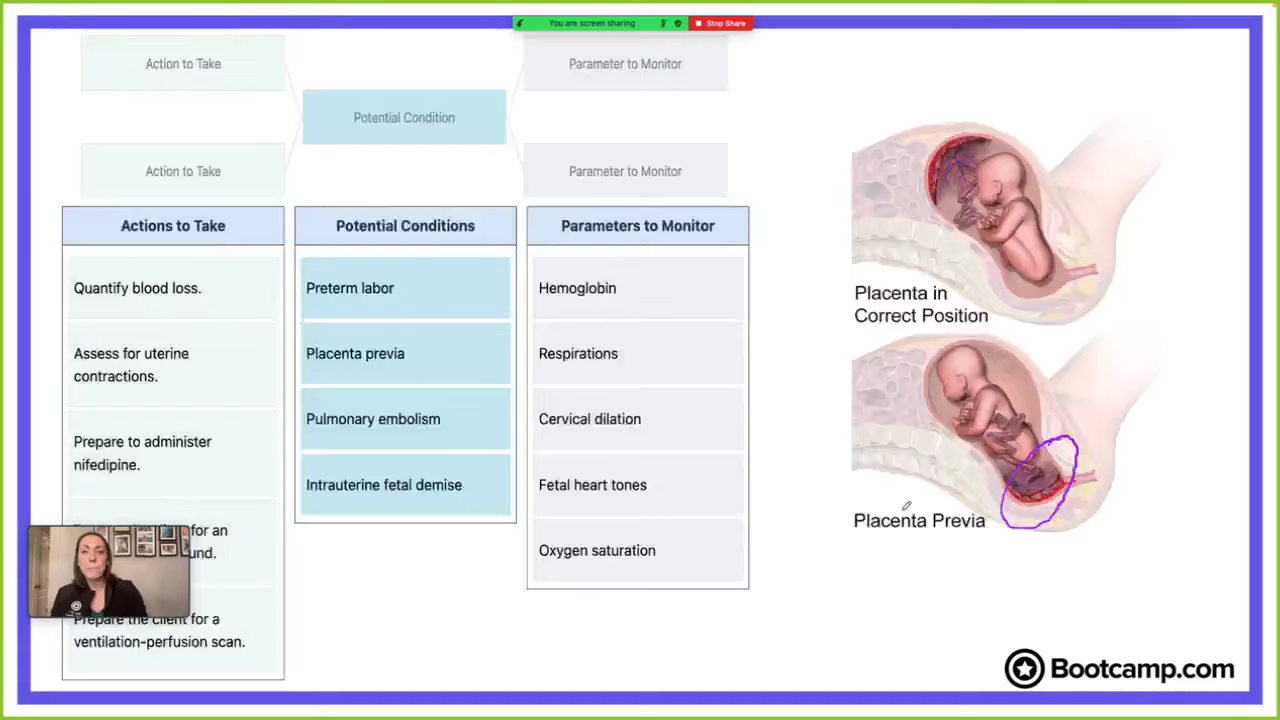 You are screen sharing
Stop Share
Action to Take
Parameter to Monitor
Potential Condition
Action to Take
Parameter to Monitor
Actions to Take
Quantify blood loss.
Assess for uterine
contractions.
Prepare to administer
nifedipine.
for an
und.
Prepare the client for a
ventilation-perfusion scan.
Potential Conditions
Preterm labor
Placenta previa
Pulmonary embolism
Intrauterine fetal demise
Parameters to Monitor
Hemoglobin
Respirations
Cervical dilation
Fetal heart tones
Oxygen saturation
Placenta in
Correct Position
Placenta Previa
Bootcamp.com